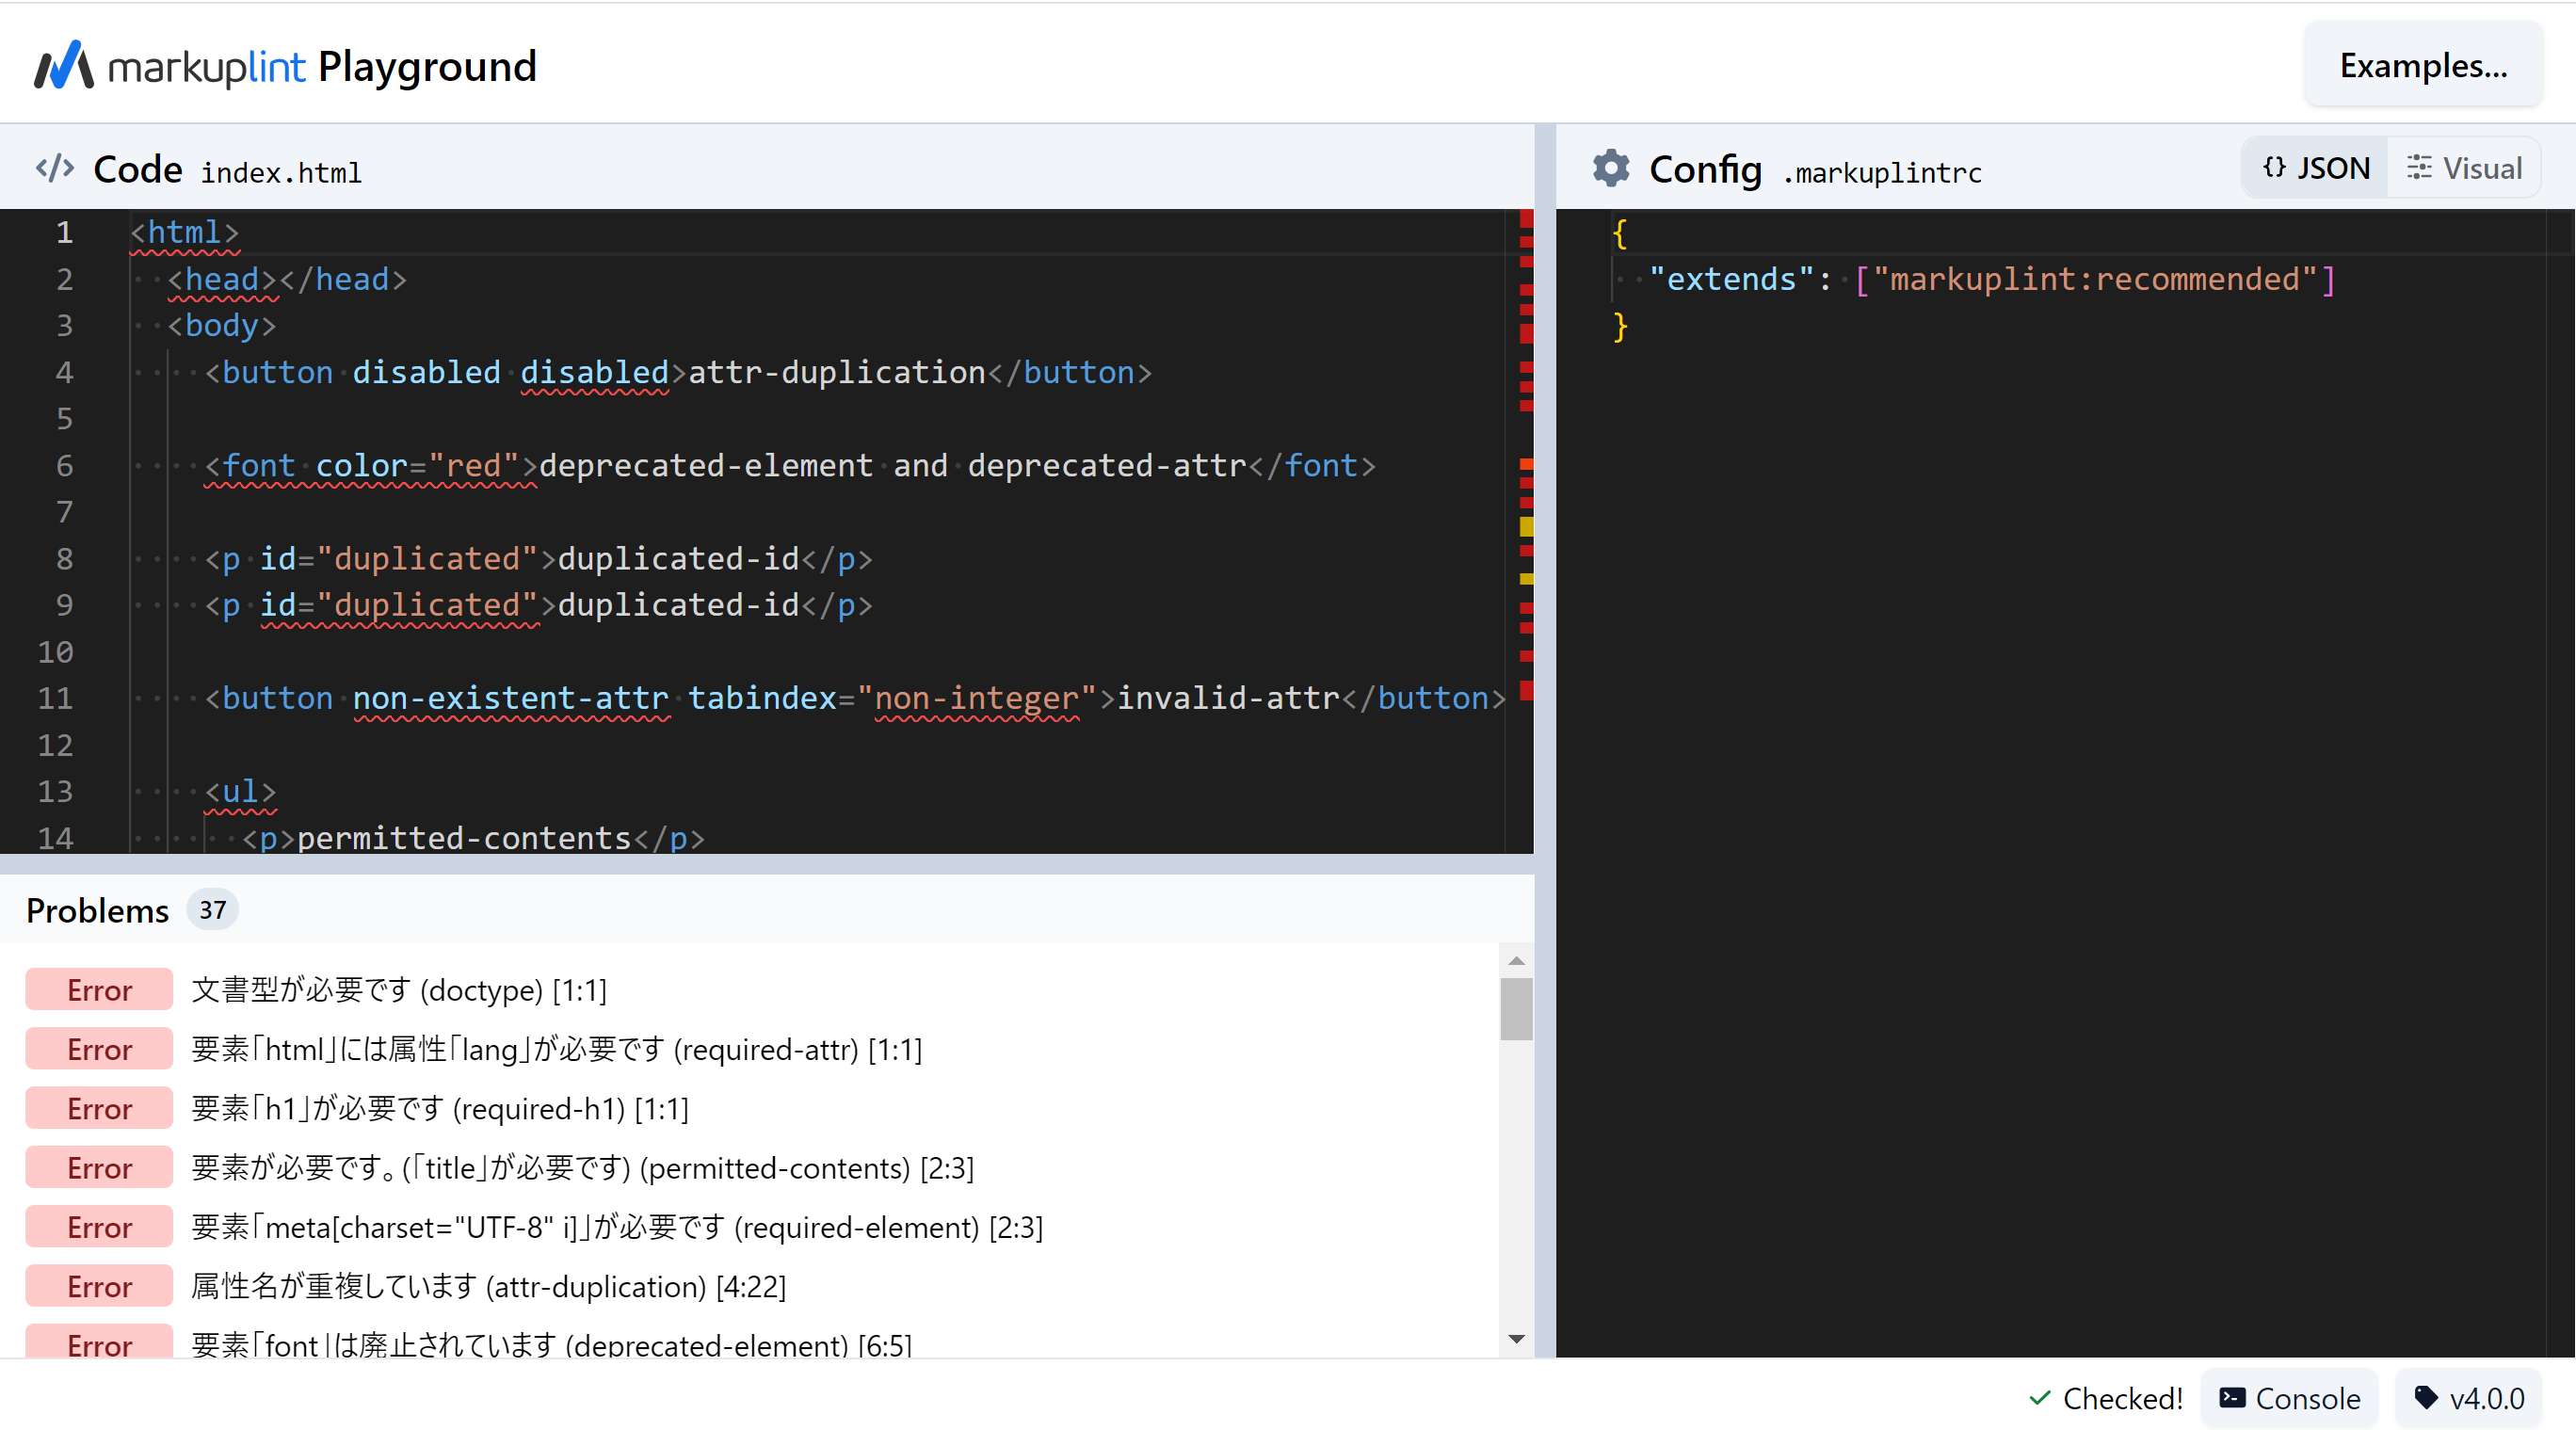 markuplint Playground
Examples...
Code index.html
1 <html>
2 <head></head>
3 <body>
4 <button disabled disabled>attr-duplication</button>
5
6 <font color="red">deprecated-element and deprecated-attr</font>
7
8 <p id="duplicated">duplicated-id</p>
9 <p id="duplicated">duplicated-id</p>
10
11 <button non-existent-attr tabindex="non-integer">invalid-attr</button>
12
13 <ul>
14 <p>permitted-contents</p>
Problems 37
Error 文書型が必要です (doctype) [1:1]
Error 要素「html」には属性「lang」が必要です (required-attr) [1:1]
Error 要素「h1」が必要です (required-h1) [1:1]
Error 要素が必要です。(「title」が必要です) (permitted-contents) [2:3]
Error 要素「meta[charset="UTF-8" i]」が必要です (required-element) [2:3]
Error 属性名が重複しています (attr-duplication) [4:22]
Error 要素「font」は廃止されています (deprecated-element) [6:5]
Config .markuplintrc
{} JSON
Visual
{
"extends": ["markuplint:recommended"]
}
Checked!
Console
v4.0.0